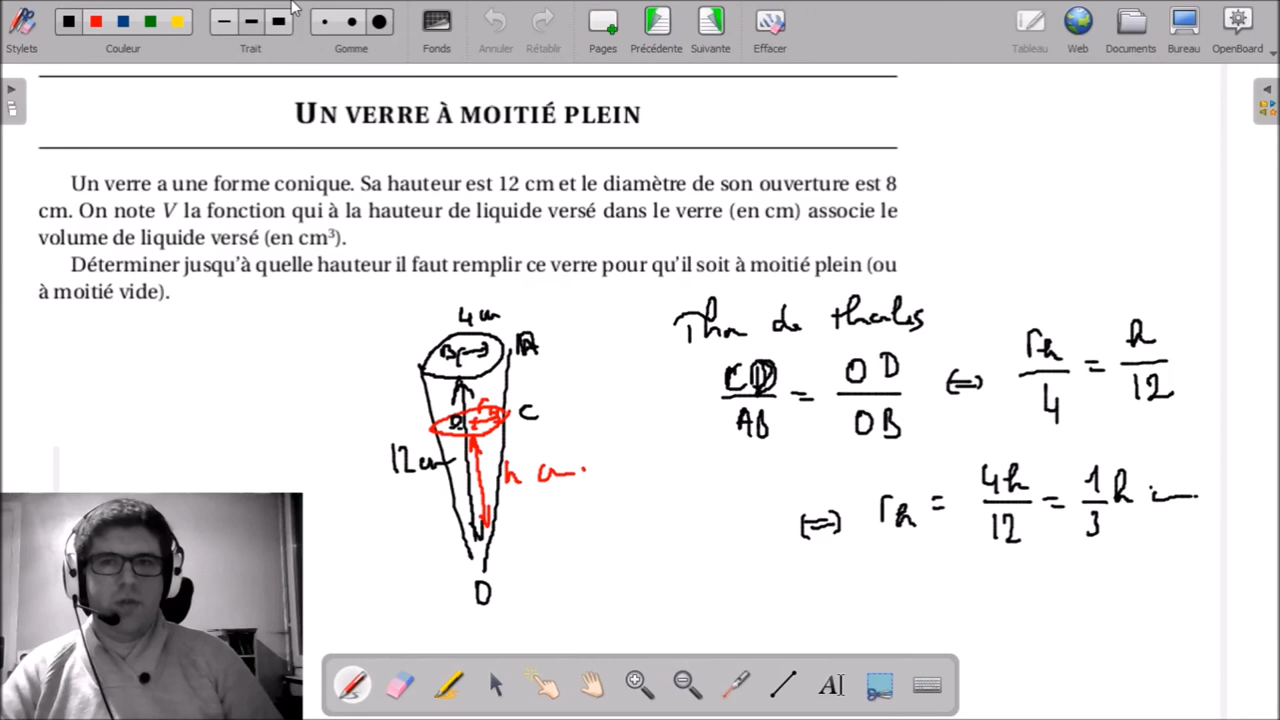 Stylets
Couleur
Trait
Gomme
Fonds
Annuler
Rétablir
Pages
Précédente
Suivante
Effacer
Tableau
Web
Documents
Bureau
OpenBoard
UN VERRE À MOITIÉ PLEIN
Un verre a une forme conique. Sa hauteur est 12 cm et le diamètre de son ouverture est 8
cm. On note V la fonction qui à la hauteur de liquide versé dans le verre (en cm) associe le
volume de liquide versé (en cm³).
Déterminer jusqu'à quelle hauteur il faut remplir ce verre pour qu'il soit à moitié plein (ou
à moitié vide).
4 cm
B
A
D
C
12 cm
h cm
O
Thm de thalès
CD/AB = OD/OB ⇔ rh/4 = h/12
⇔ rh = 4h/12 = 1/3 h cm
AI